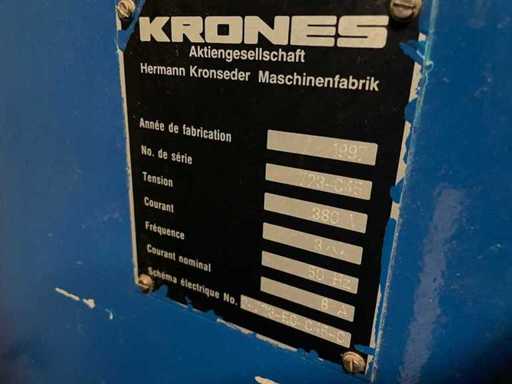 KRONES
Aktiengesellschaft
Hermann Kronseder Maschinenfabrik
Année de fabrication 1992
No. de série
Tension 380 V
Courant
Fréquence 50 Hz
Courant nominal 8 A
Schéma électrique No.